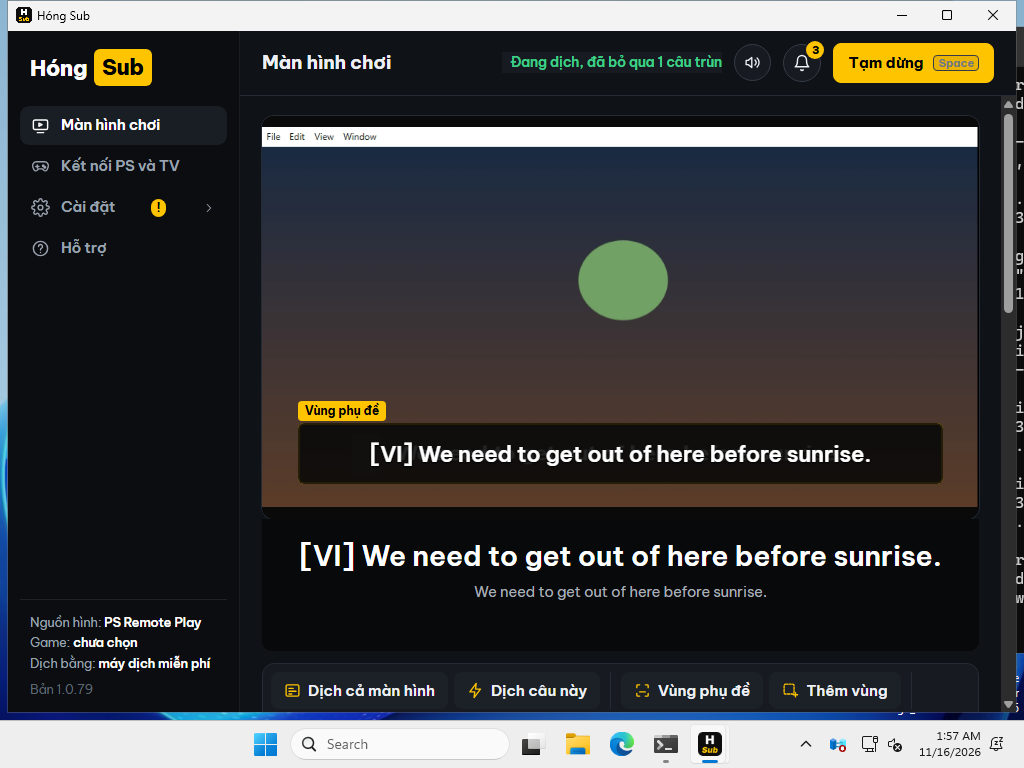 Hóng Sub
Hóng Sub
Màn hình chơi
Kết nối PS và TV
Cài đặt
!
Hỗ trợ
Nguồn hình: PS Remote Play
Game: chưa chọn
Dịch bằng: máy dịch miễn phí
Bản 1.0.79
Màn hình chơi
Đang dịch, đã bỏ qua 1 câu trùn
3
Tạm dừng Space
File Edit View Window
Vùng phụ đề
[VI] We need to get out of here before sunrise.
[VI] We need to get out of here before sunrise.
We need to get out of here before sunrise.
Dịch cả màn hình
Dịch câu này
Vùng phụ đề
Thêm vùng
Search
Hóng Sub
1:57 AM
11/16/2026